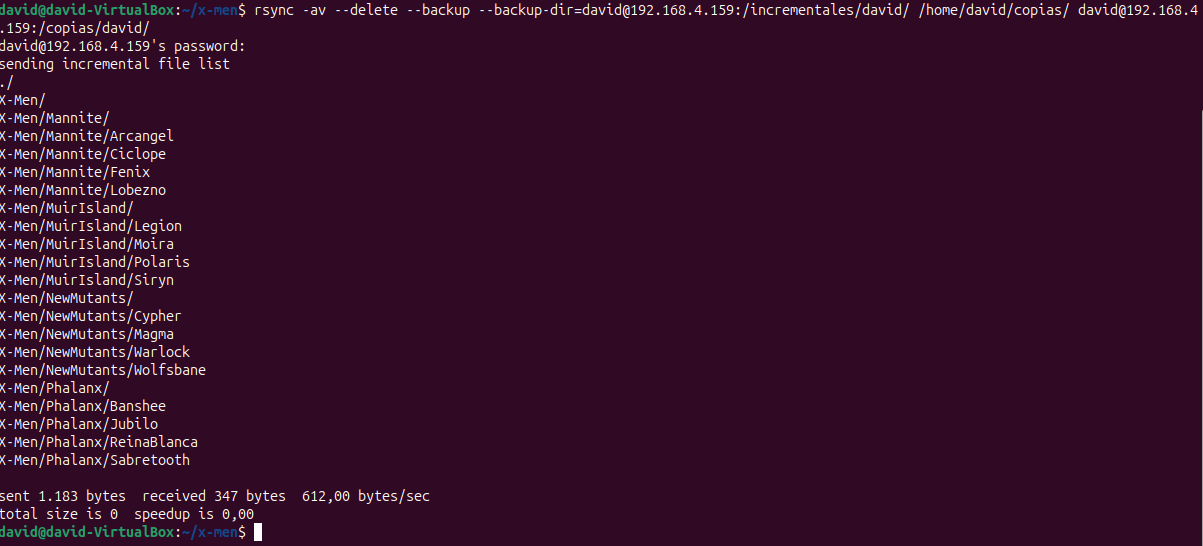 david@david-VirtualBox:~/x-men$ rsync -av --delete --backup --backup-dir=david@192.168.4.159:/incrementales/david/ /home/david/copias/ david@192.168.4
.159:/copias/david/
david@192.168.4.159's password:
sending incremental file list
./
X-Men/
X-Men/Mannite/
X-Men/Mannite/Arcangel
X-Men/Mannite/Ciclope
X-Men/Mannite/Fenix
X-Men/Mannite/Lobezno
X-Men/MuirIsland/
X-Men/MuirIsland/Legion
X-Men/MuirIsland/Moira
X-Men/MuirIsland/Polaris
X-Men/MuirIsland/Siryn
X-Men/NewMutants/
X-Men/NewMutants/Cypher
X-Men/NewMutants/Magma
X-Men/NewMutants/Warlock
X-Men/NewMutants/Wolfsbane
X-Men/Phalanx/
X-Men/Phalanx/Banshee
X-Men/Phalanx/Jubilo
X-Men/Phalanx/ReinaBlanca
X-Men/Phalanx/Sabretooth
sent 1.183 bytes  received 347 bytes  612,00 bytes/sec
total size is 0  speedup is 0,00
david@david-VirtualBox:~/x-men$